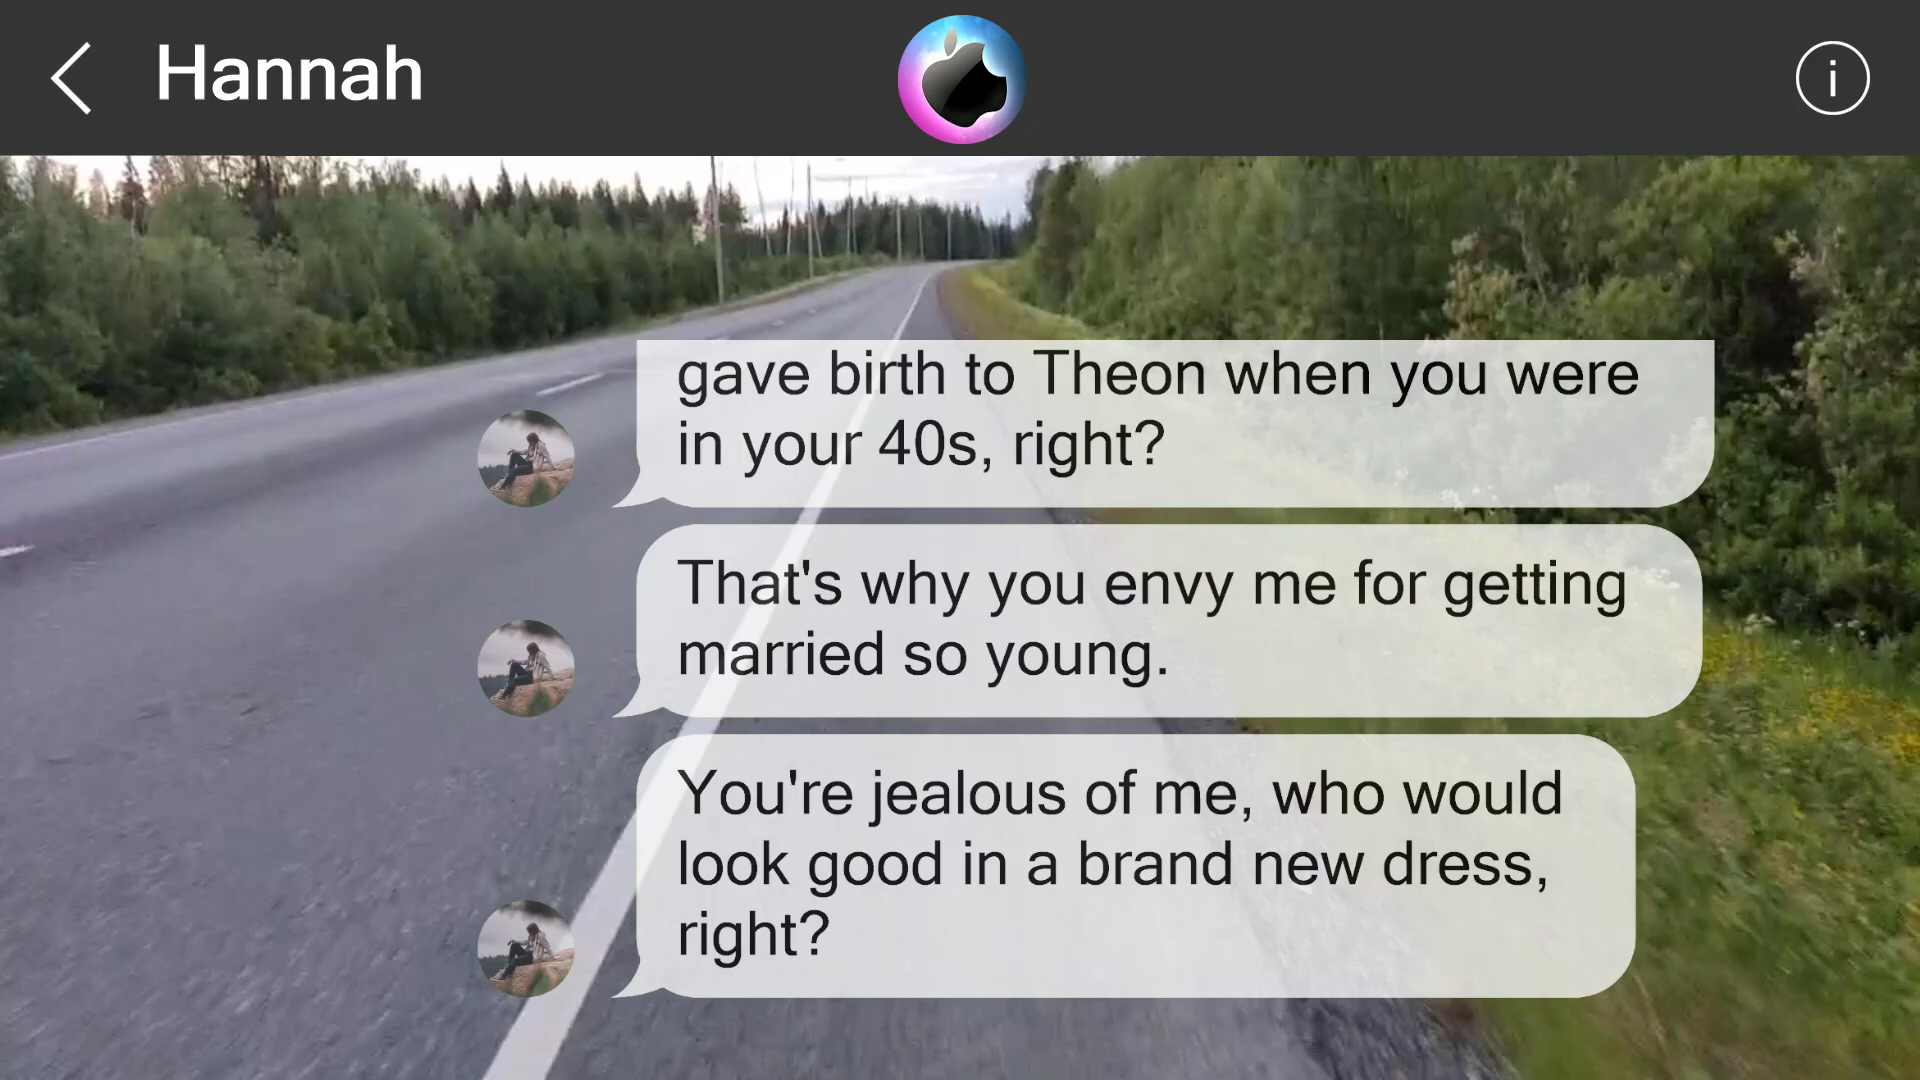 Hannah
i
gave birth to Theon when you were
in your 40s, right?
That's why you envy me for getting
married so young.
You're jealous of me, who would
look good in a brand new dress,
right?